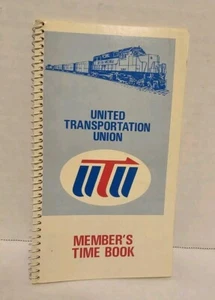 UNITED
TRANSPORTATION
UNION
UTU
MEMBER'S
TIME BOOK